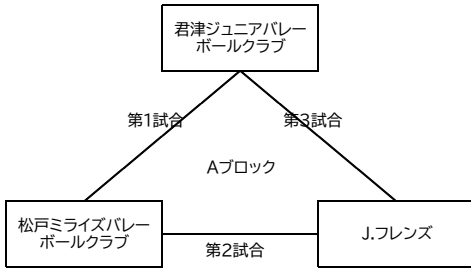 君津ジュニアバレー
ボールクラブ
第1試合
第3試合
Aブロック
松戸ミライズバレー
ボールクラブ
第2試合
J.フレンズ